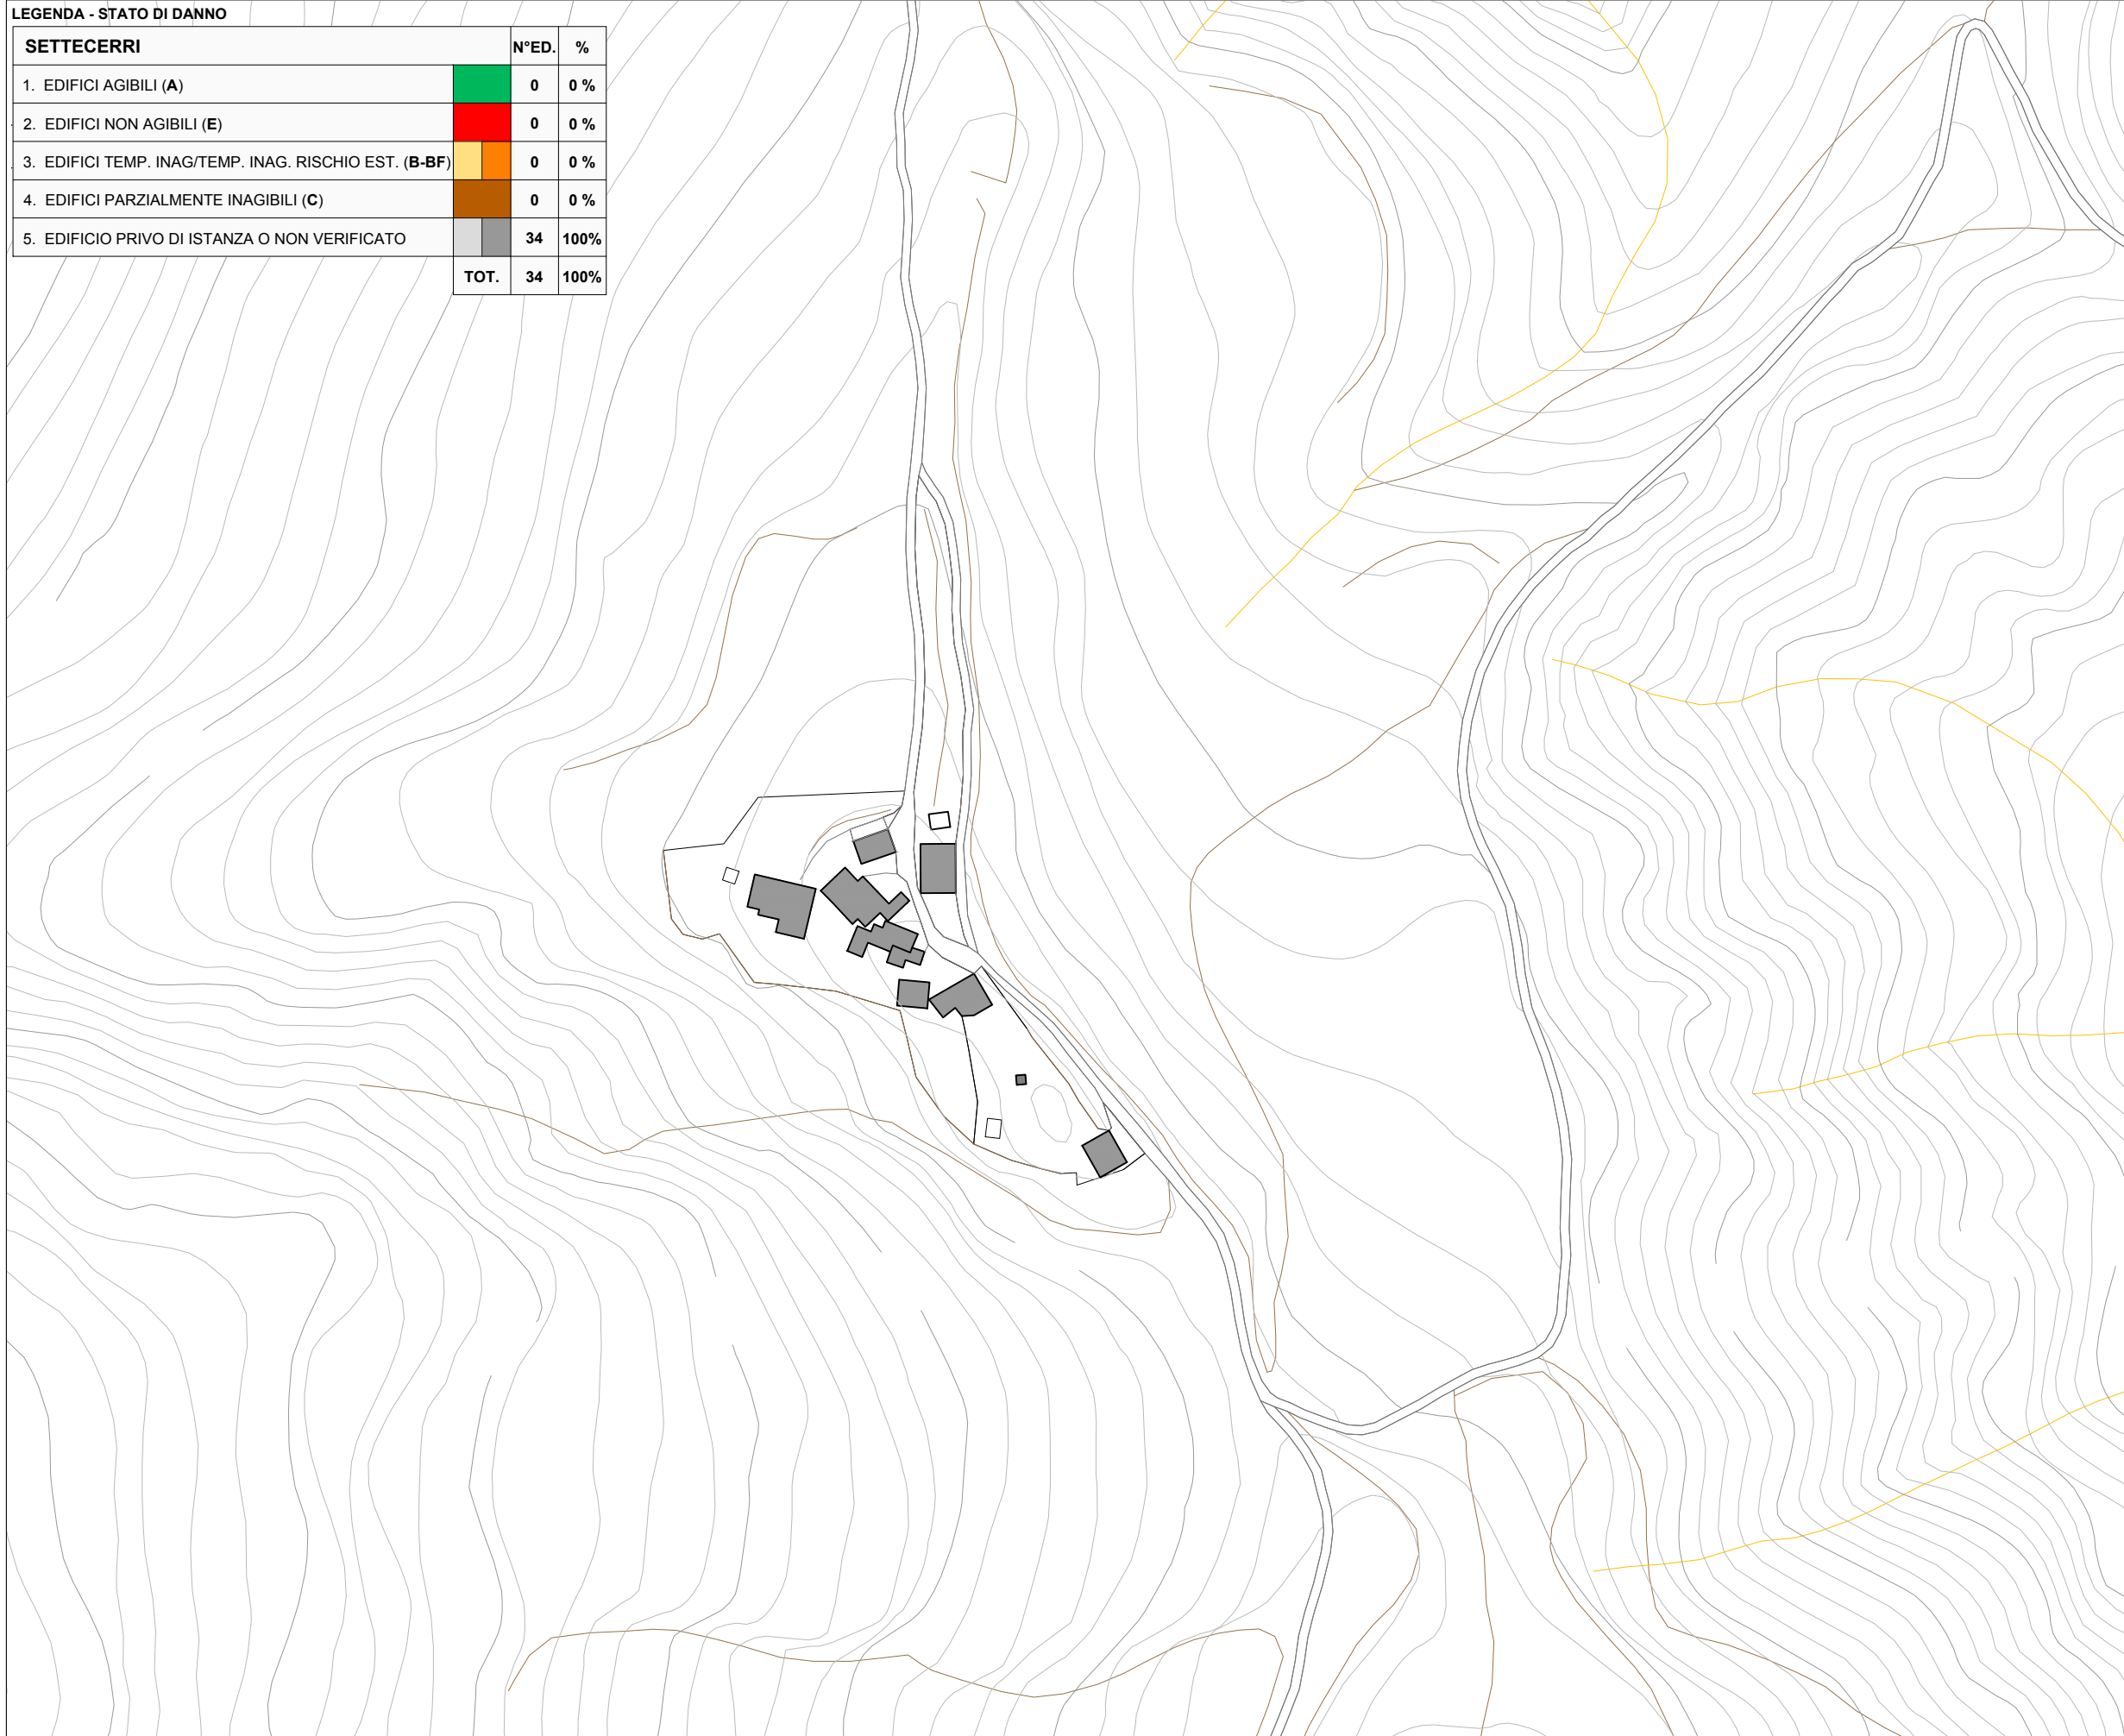 LEGENDA - STATO DI DANNO
SETTECERRI N°ED. %
1. EDIFICI AGIBILI (A) 0 0 %
2. EDIFICI NON AGIBILI (E) 0 0 %
3. EDIFICI TEMP. INAG/TEMP. INAG. RISCHIO EST. (B-BF) 0 0 %
4. EDIFICI PARZIALMENTE INAGIBILI (C) 0 0 %
5. EDIFICIO PRIVO DI ISTANZA O NON VERIFICATO 34 100%
TOT. 34 100%